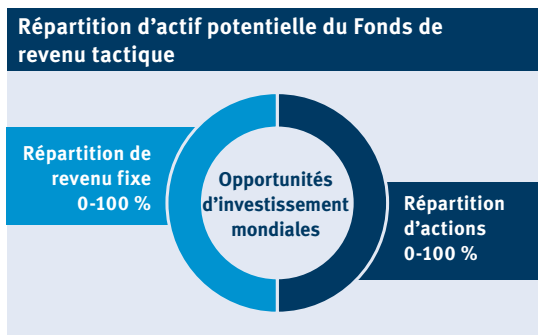 Répartition d’actif potentielle du Fonds de
revenu tactique
Répartition de
revenu fixe
0-100 %
Opportunités
d’investissement
mondiales
Répartition
d’actions
0-100 %